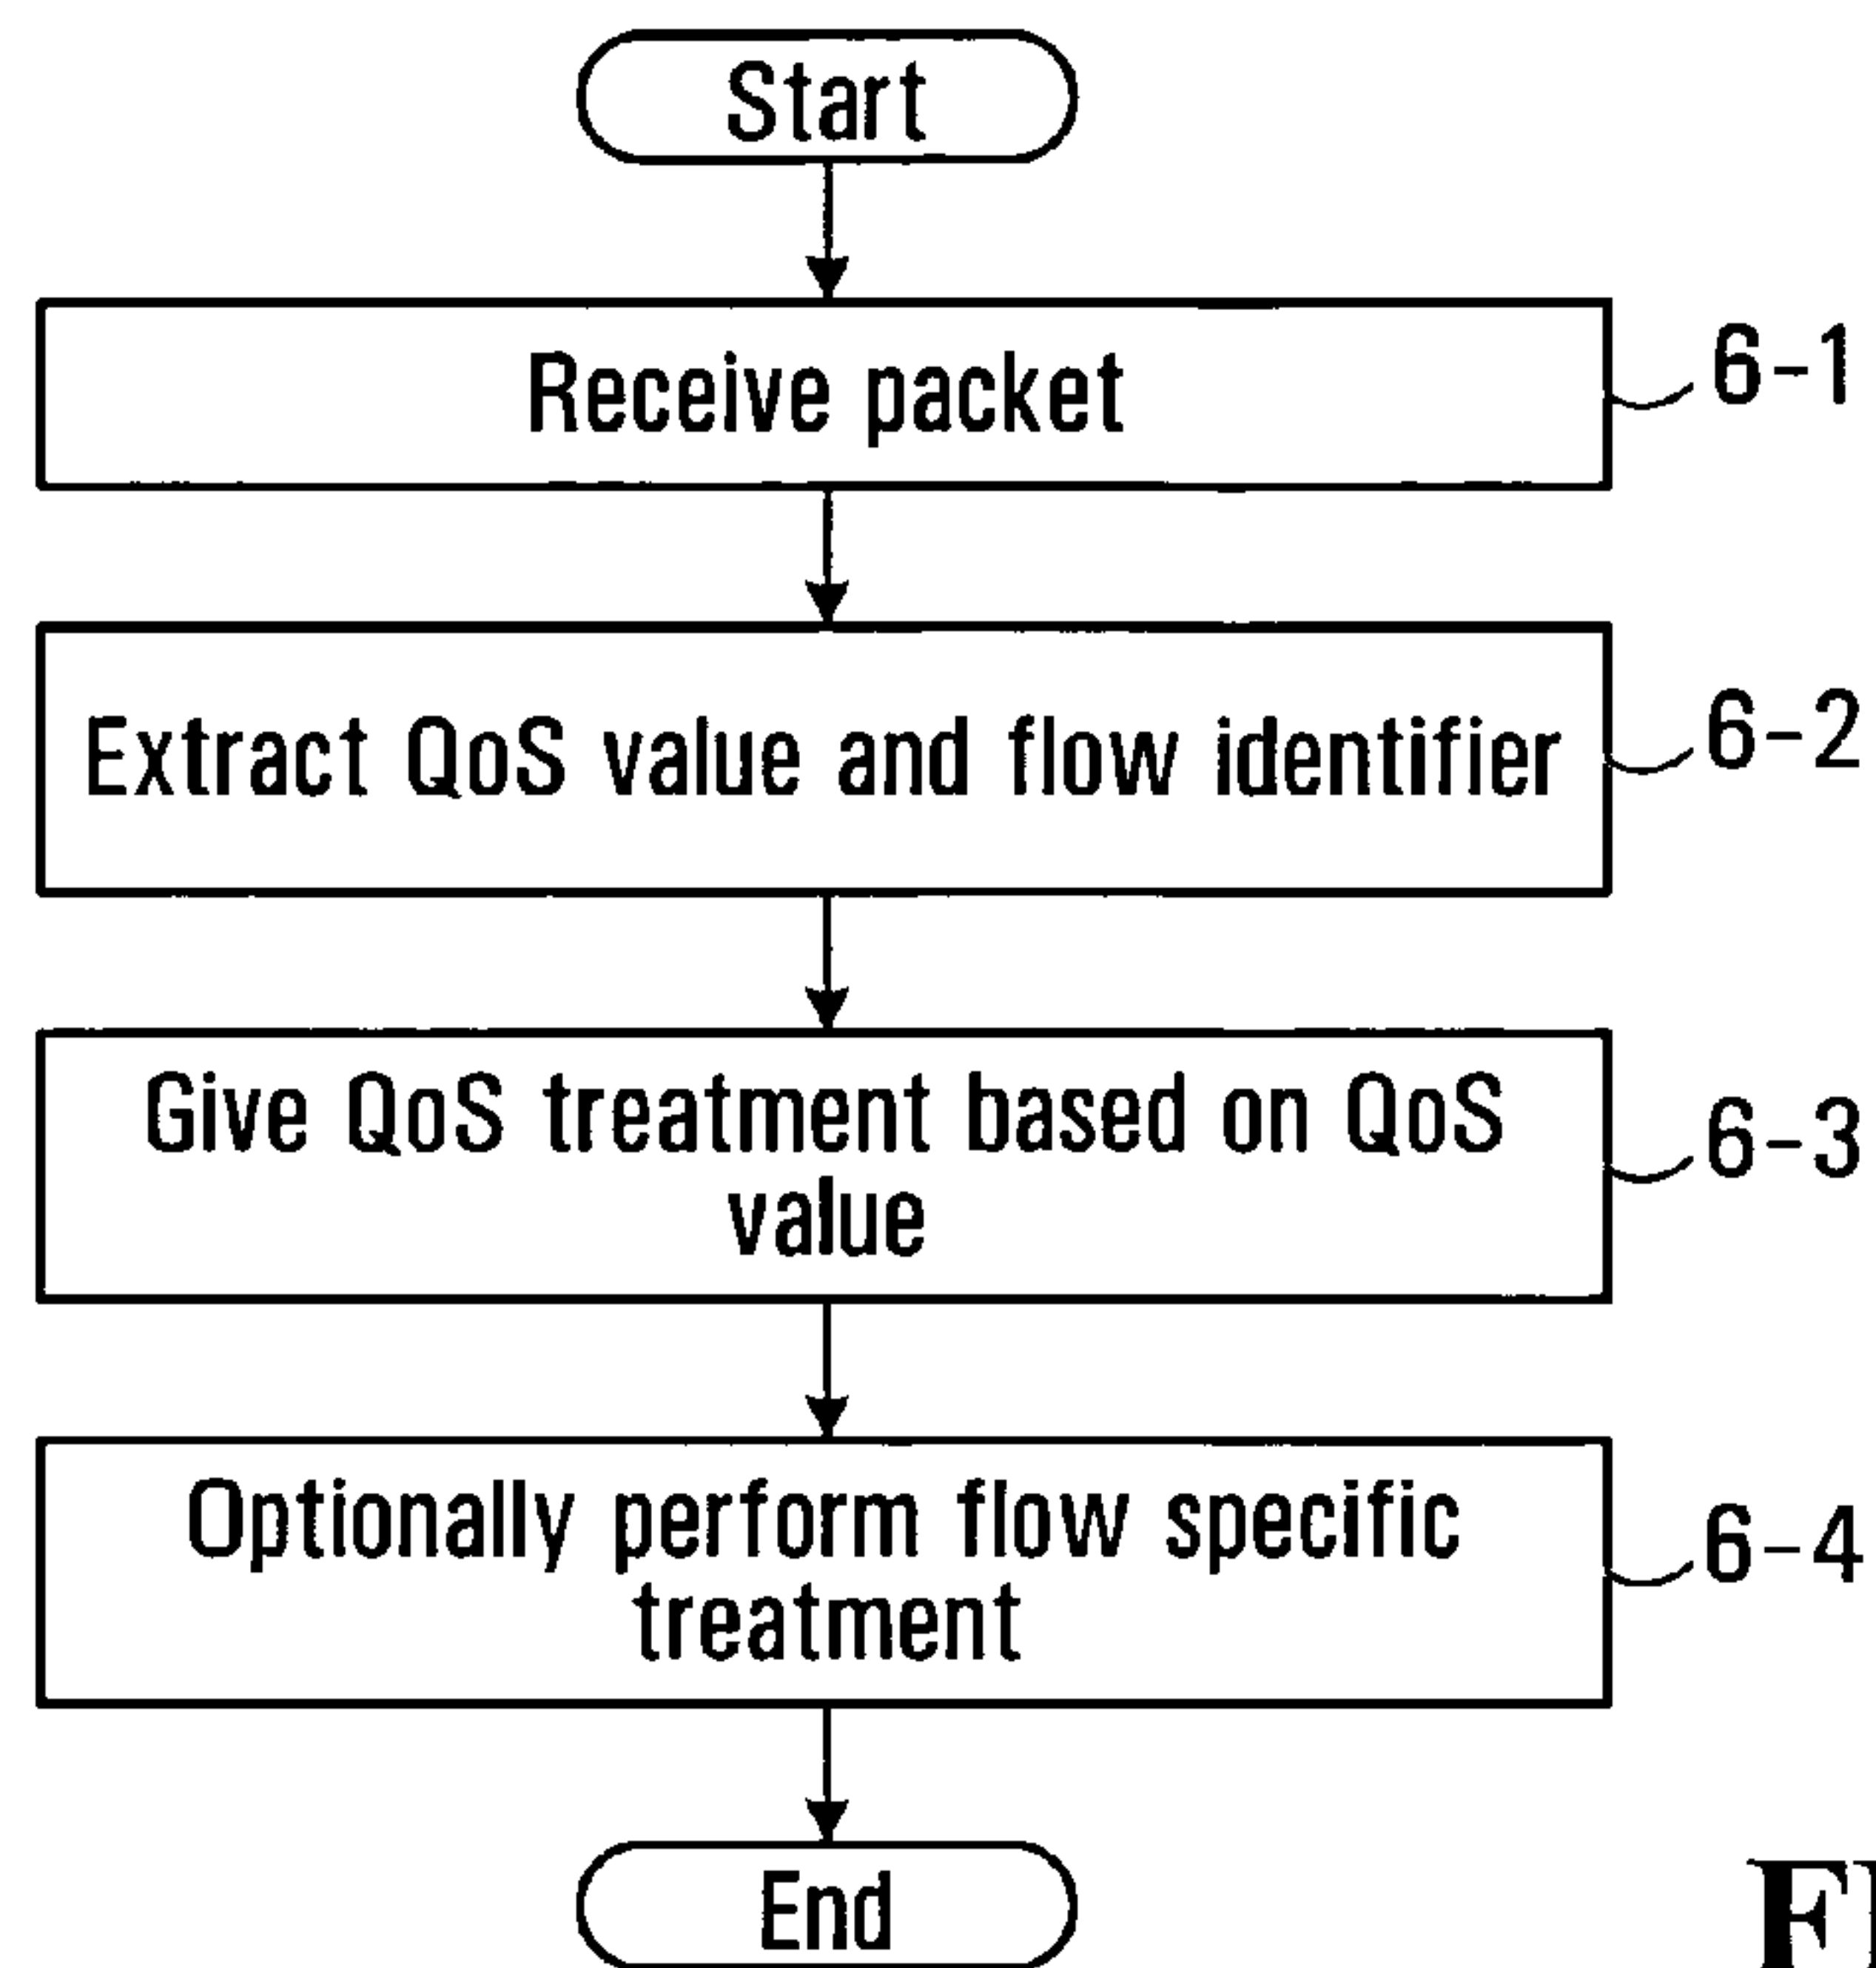 Start
Receive packet
6-1
Extract QoS value and flow identifier
6-2
Give QoS treatment based on QoS
value
6-3
Optionally perform flow specific
treatment
6-4
End